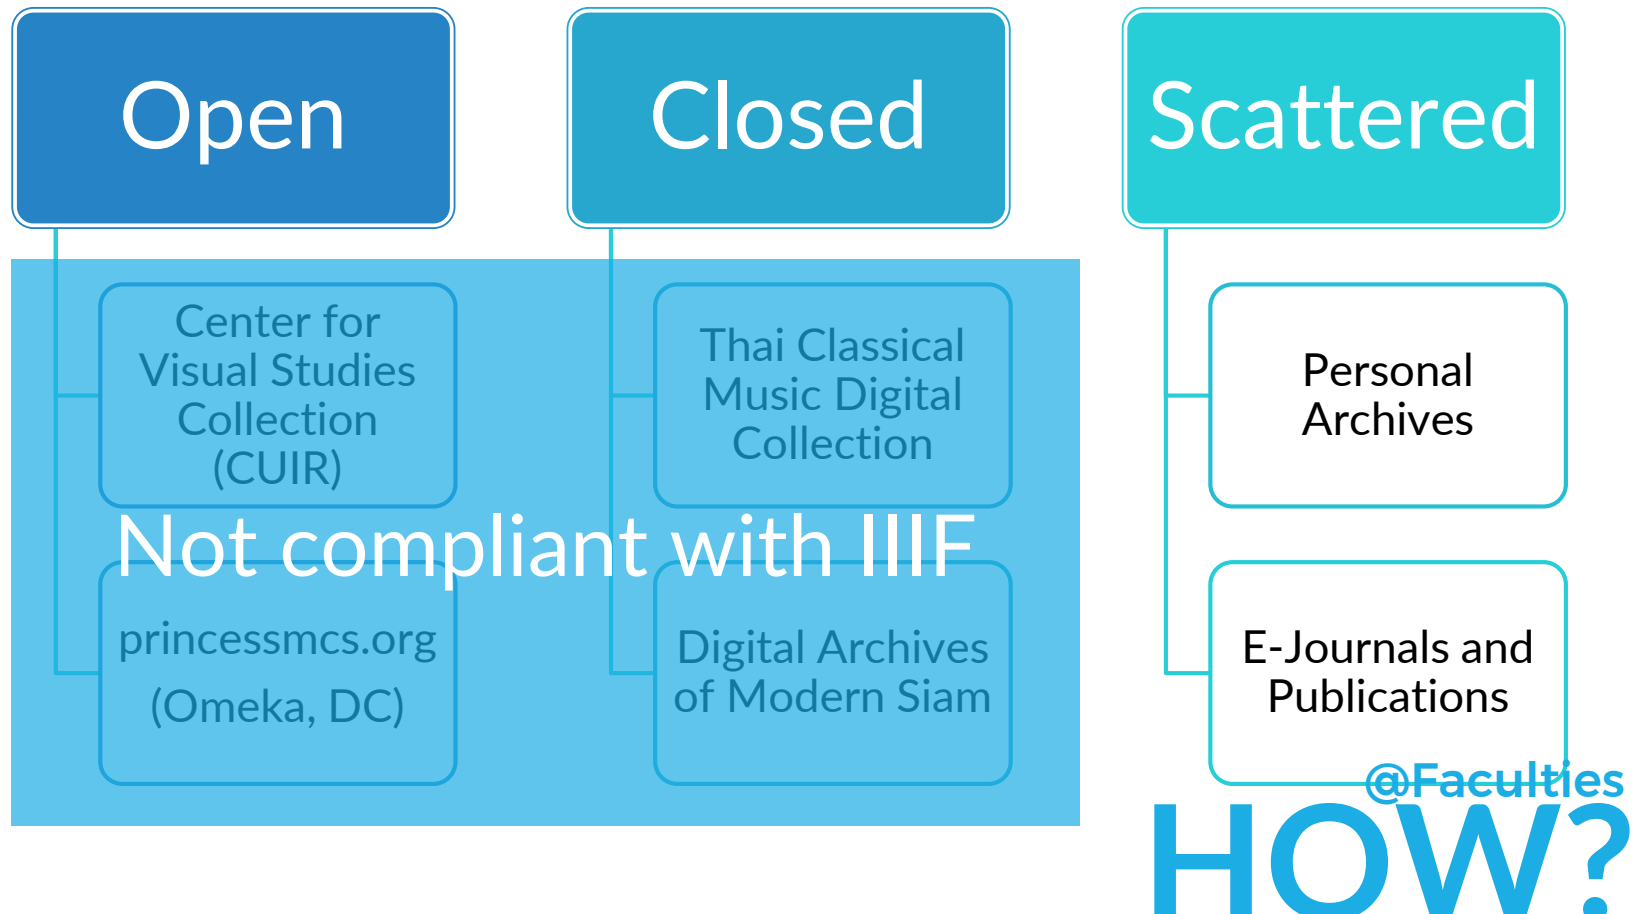 Open
Closed
Scattered
Center for
Visual Studies
Collection
(CUIR)
princessmcs.org
(Omeka, DC)
Thai Classical
Music Digital
Collection
Digital Archives
of Modern Siam
Not compliant with IIIF
Personal
Archives
E-Journals and
Publications
@Faculties
HOW?